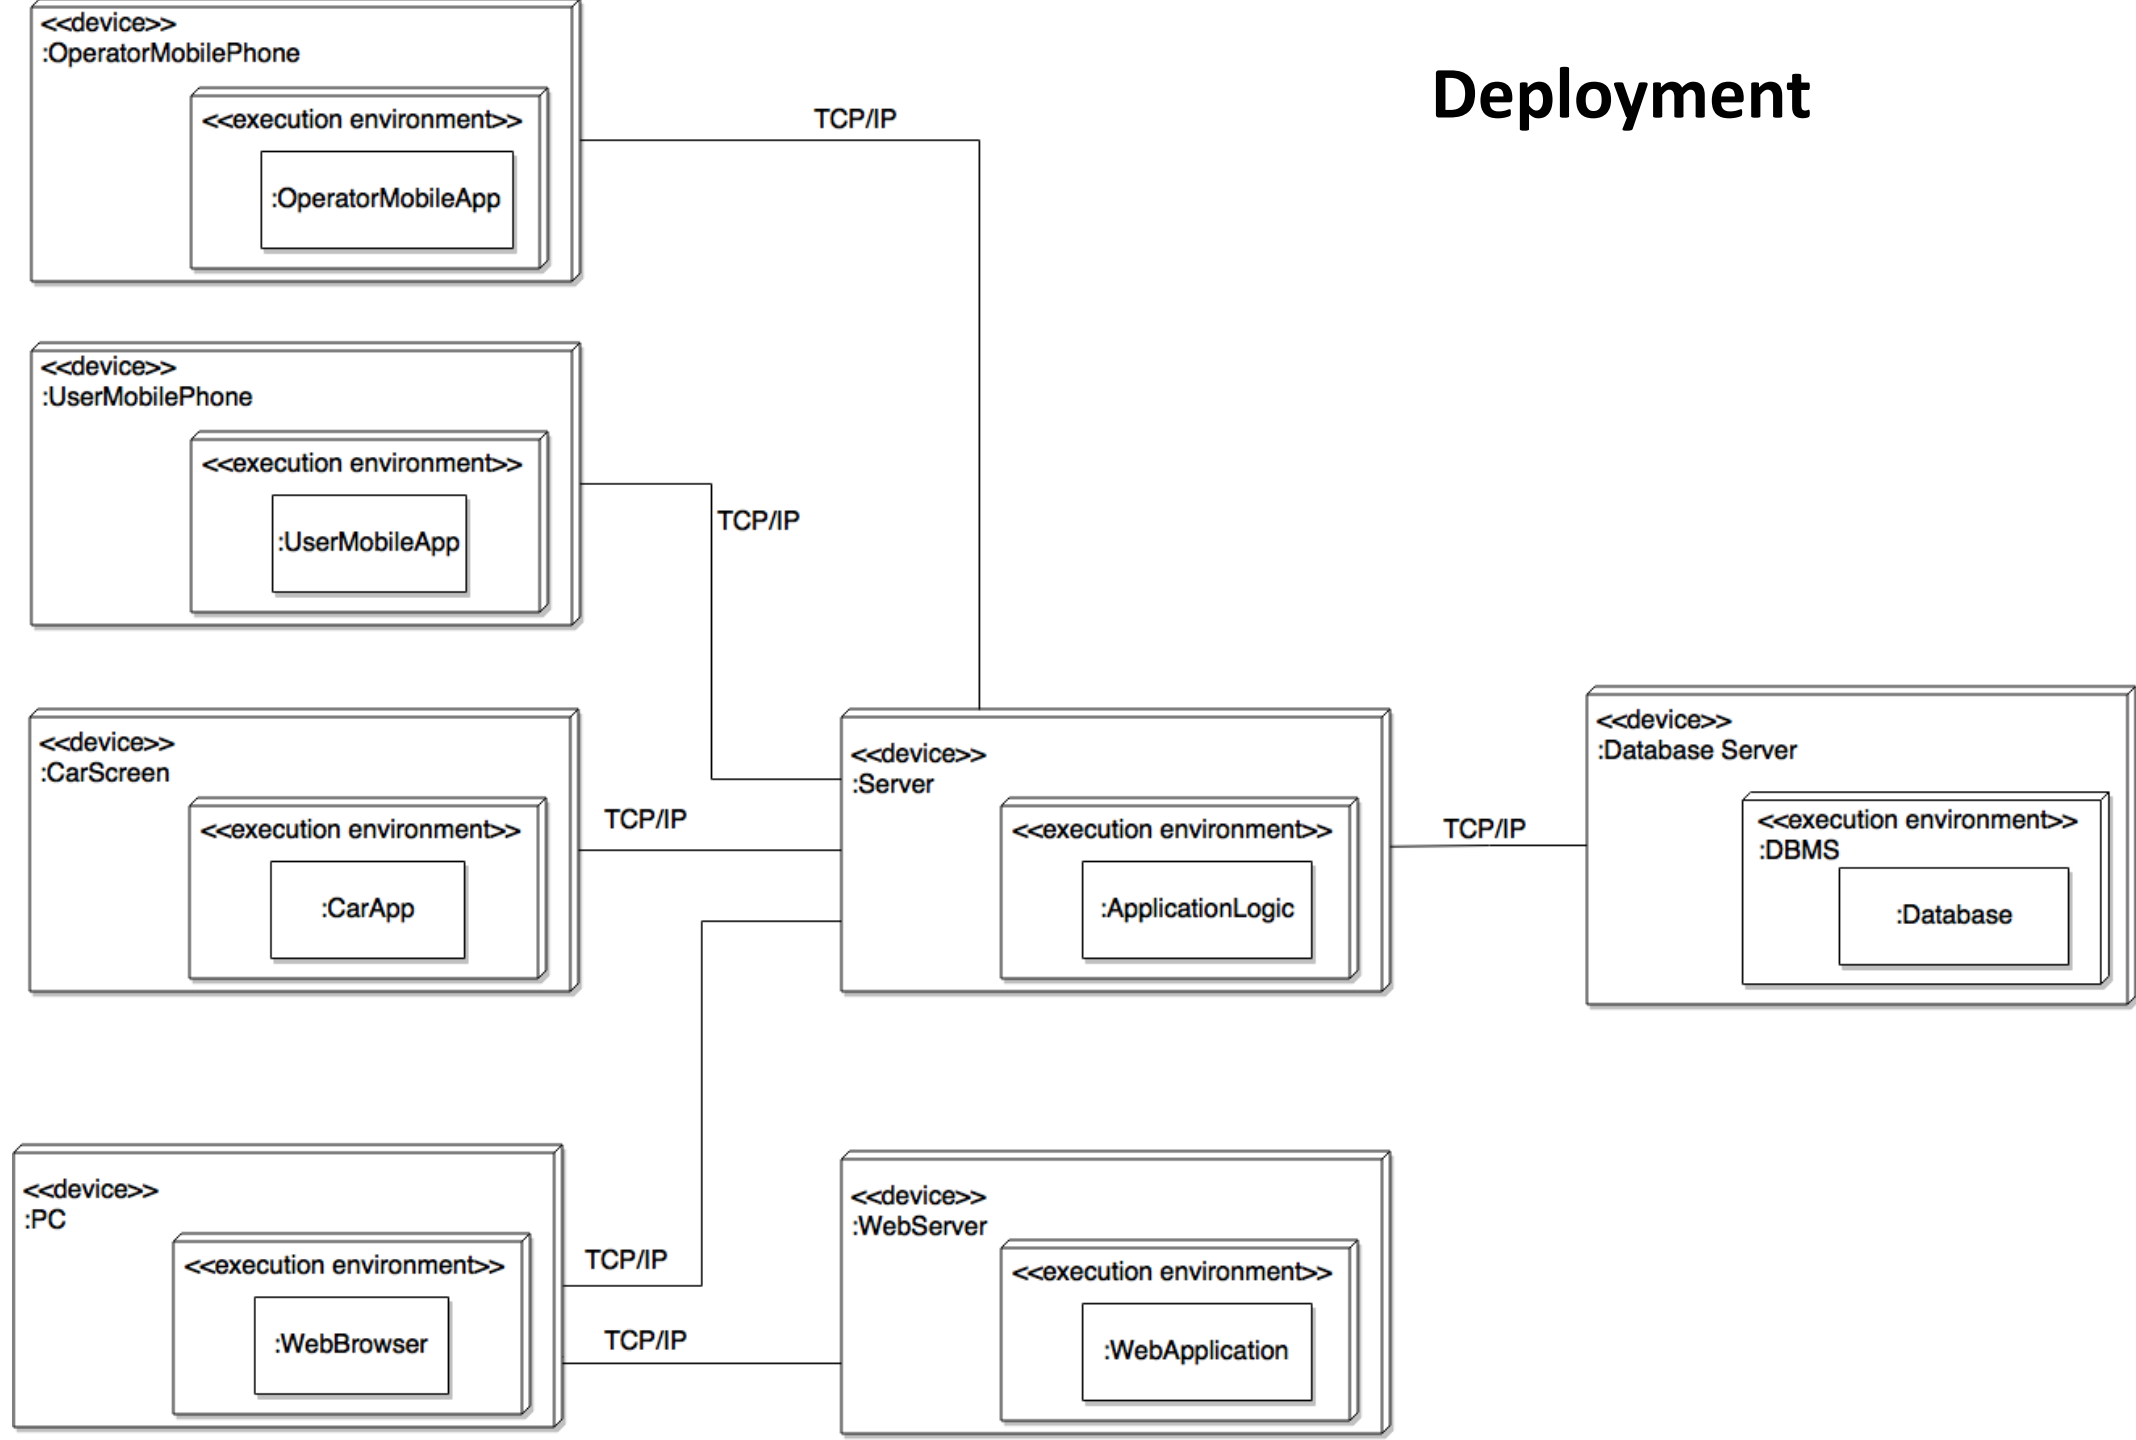 Deployment
<<device>>
:OperatorMobilePhone
<<execution environment>>
:OperatorMobileApp
TCP/IP
<<device>>
:UserMobilePhone
<<execution environment>>
:UserMobileApp
TCP/IP
<<device>>
:CarScreen
<<execution environment>>
:CarApp
TCP/IP
<<device>>
:Server
<<execution environment>>
:ApplicationLogic
TCP/IP
<<device>>
:Database Server
<<execution environment>>
:DBMS
:Database
<<device>>
:PC
<<execution environment>>
:WebBrowser
TCP/IP
TCP/IP
<<device>>
:WebServer
<<execution environment>>
:WebApplication